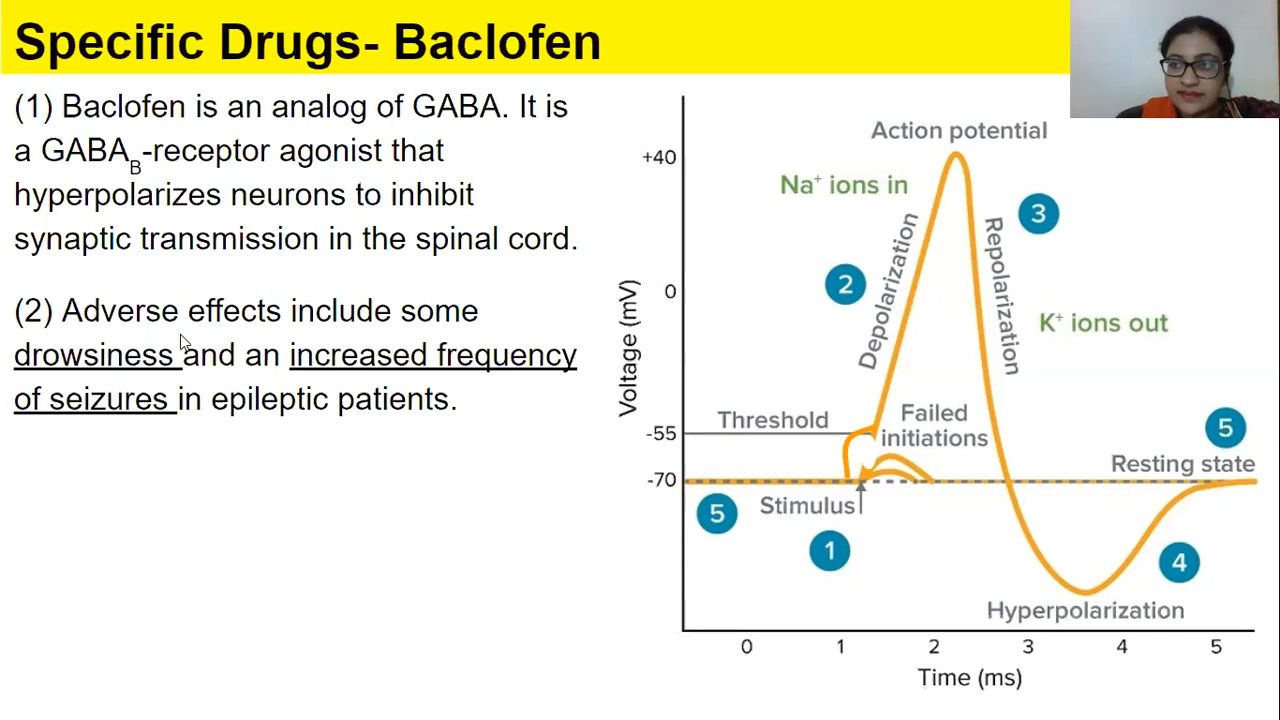 Specific Drugs- Baclofen
(1) Baclofen is an analog of GABA. It is
a GABAB-receptor agonist that
hyperpolarizes neurons to inhibit
synaptic transmission in the spinal cord.
(2) Adverse effects include some
drowsiness and an increased frequency
of seizures in epileptic patients.
Action potential
+40
Na+ ions in
3
Depolarization
Repolarization
2
0
K+ ions out
Voltage (mV)
Threshold
Failed
initiations
-55
5
Resting state
-70
5
Stimulus
1
4
Hyperpolarization
0 1 2 3 4 5
Time (ms)